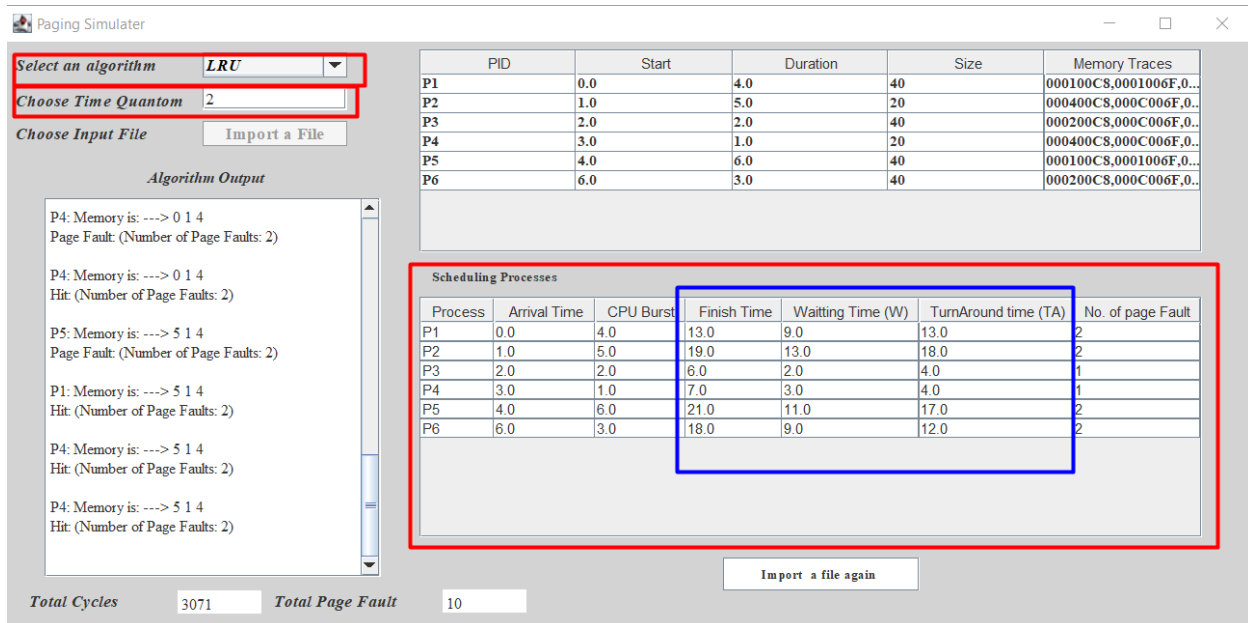 Paging Simulater
Select an algorithm LRU
Choose Time Quantom 2
Choose Input File Import a File
Algorithm Output
P4: Memory is: ---> 0 1 4
Page Fault: (Number of Page Faults: 2)
P4: Memory is: ---> 0 1 4
Hit: (Number of Page Faults: 2)
P5: Memory is: ---> 5 1 4
Page Fault: (Number of Page Faults: 2)
P1: Memory is: ---> 5 1 4
Hit: (Number of Page Faults: 2)
P4: Memory is: ---> 5 1 4
Hit: (Number of Page Faults: 2)
P4: Memory is: ---> 5 1 4
Hit: (Number of Page Faults: 2)
PID Start Duration Size Memory Traces
P1 0.0 4.0 40 000100C8,0001006F,0...
P2 1.0 5.0 20 000400C8,000C006F,0..
P3 2.0 2.0 40 000200C8,000C006F,0..
P4 3.0 1.0 20 000400C8,000C006F,0..
P5 4.0 6.0 40 000100C8,0001006F,0...
P6 6.0 3.0 40 000200C8,000C006F,0..
Scheduling Processes
Process Arrival Time CPU Burst Finish Time Waitting Time (W) TurnAround time (TA) No. of page Fault
P1 0.0 4.0 13.0 9.0 13.0 2
P2 1.0 5.0 19.0 13.0 18.0 2
P3 2.0 2.0 6.0 2.0 4.0 1
P4 3.0 1.0 7.0 3.0 4.0 1
P5 4.0 6.0 21.0 11.0 17.0 2
P6 6.0 3.0 18.0 9.0 12.0 2
Import a file again
Total Cycles 3071 Total Page Fault 10